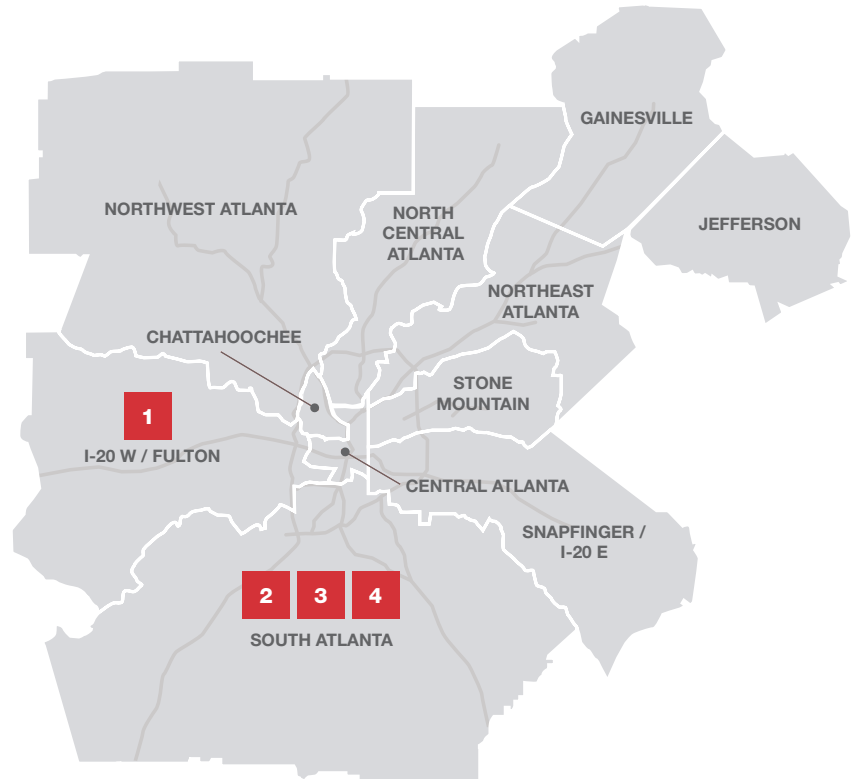 GAINESVILLE
NORTHWEST ATLANTA
NORTH
CENTRAL
ATLANTA
JEFFERSON
NORTHEAST
ATLANTA
CHATTAHOOCHEE
STONE
MOUNTAIN
1
I-20 W / FULTON
CENTRAL ATLANTA
SNAPFINGER /
I-20 E
2 3 4
SOUTH ATLANTA